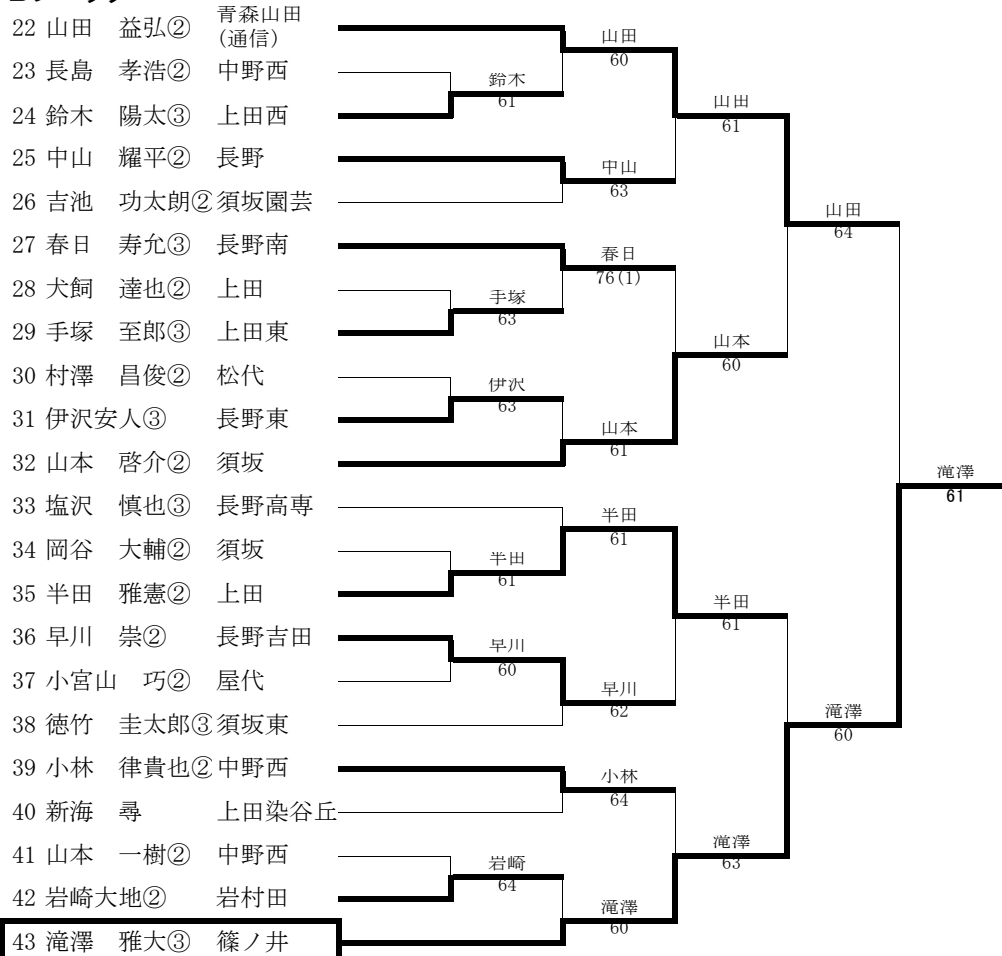 22 山田　益弘② 青森山田
(通信)
23 長島　孝浩② 中野西
24 鈴木　陽太③ 上田西
25 中山　耀平② 長野
26 吉池　功太朗② 須坂園芸
27 春日　寿允③ 長野南
28 犬飼　達也② 上田
29 手塚　至郎③ 上田東
30 村澤　昌俊② 松代
31 伊沢安人③ 長野東
32 山本　啓介② 須坂
33 塩沢　慎也③ 長野高専
34 岡谷　大輔② 須坂
35 半田　雅憲② 上田
36 早川　崇② 長野吉田
37 小宮山　巧② 屋代
38 徳竹　圭太郎③ 須坂東
39 小林　律貴也② 中野西
40 新海　尋 上田染谷丘
41 山本　一樹② 中野西
42 岩崎大地② 岩村田
43 滝澤　雅大③ 篠ノ井
鈴木
61
手塚
63
伊沢
63
半田
61
早川
60
岩崎
64
山田
60
中山
63
春日
76(1)
山本
61
半田
61
早川
62
小林
64
滝澤
60
山田
61
山本
60
半田
61
滝澤
63
山田
64
滝澤
60
滝澤
61